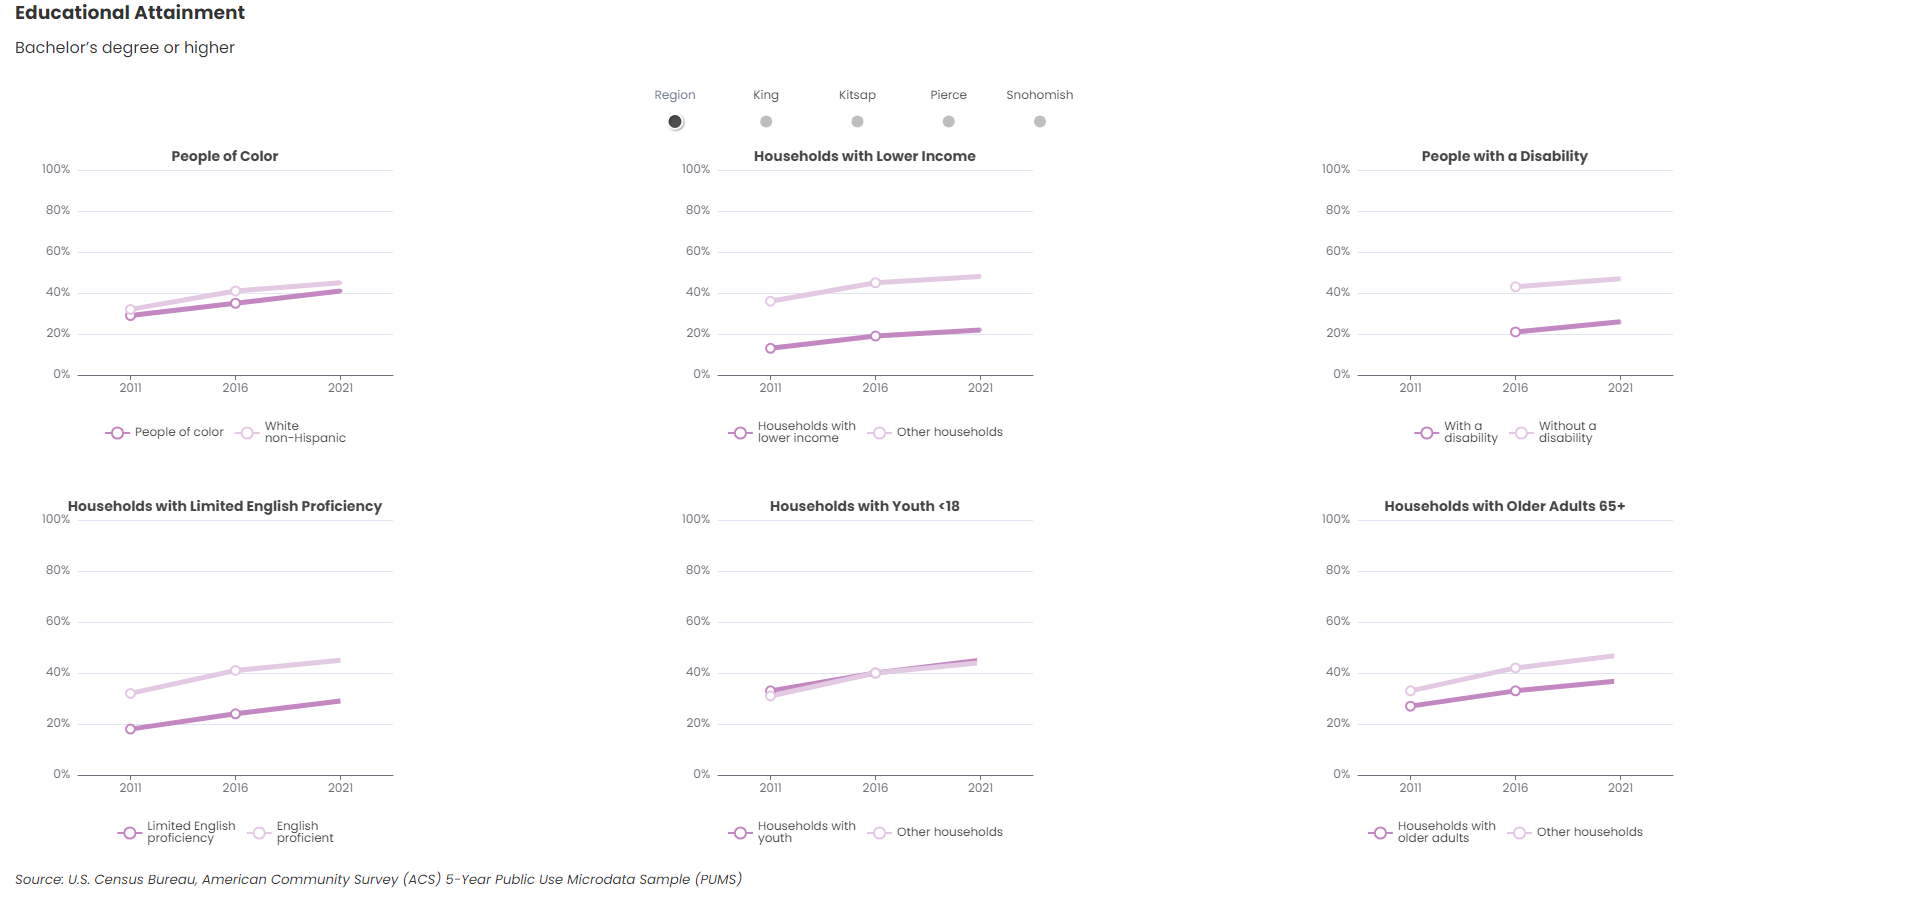 Educational Attainment
Bachelor’s degree or higher
Region King Kitsap Pierce Snohomish
People of Color
100%
80%
60%
40%
20%
0%
2011 2016 2021
People of color
White
non-Hispanic
Households with Lower Income
100%
80%
60%
40%
20%
0%
2011 2016 2021
Households with
lower income
Other households
People with a Disability
100%
80%
60%
40%
20%
0%
2011 2016 2021
With a
disability
Without a
disability
Households with Limited English Proficiency
100%
80%
60%
40%
20%
0%
2011 2016 2021
Limited English
proficiency
English
proficient
Households with Youth <18
100%
80%
60%
40%
20%
0%
2011 2016 2021
Households with
youth
Other households
Households with Older Adults 65+
100%
80%
60%
40%
20%
0%
2011 2016 2021
Households with
older adults
Other households
Source: U.S. Census Bureau, American Community Survey (ACS) 5-Year Public Use Microdata Sample (PUMS)